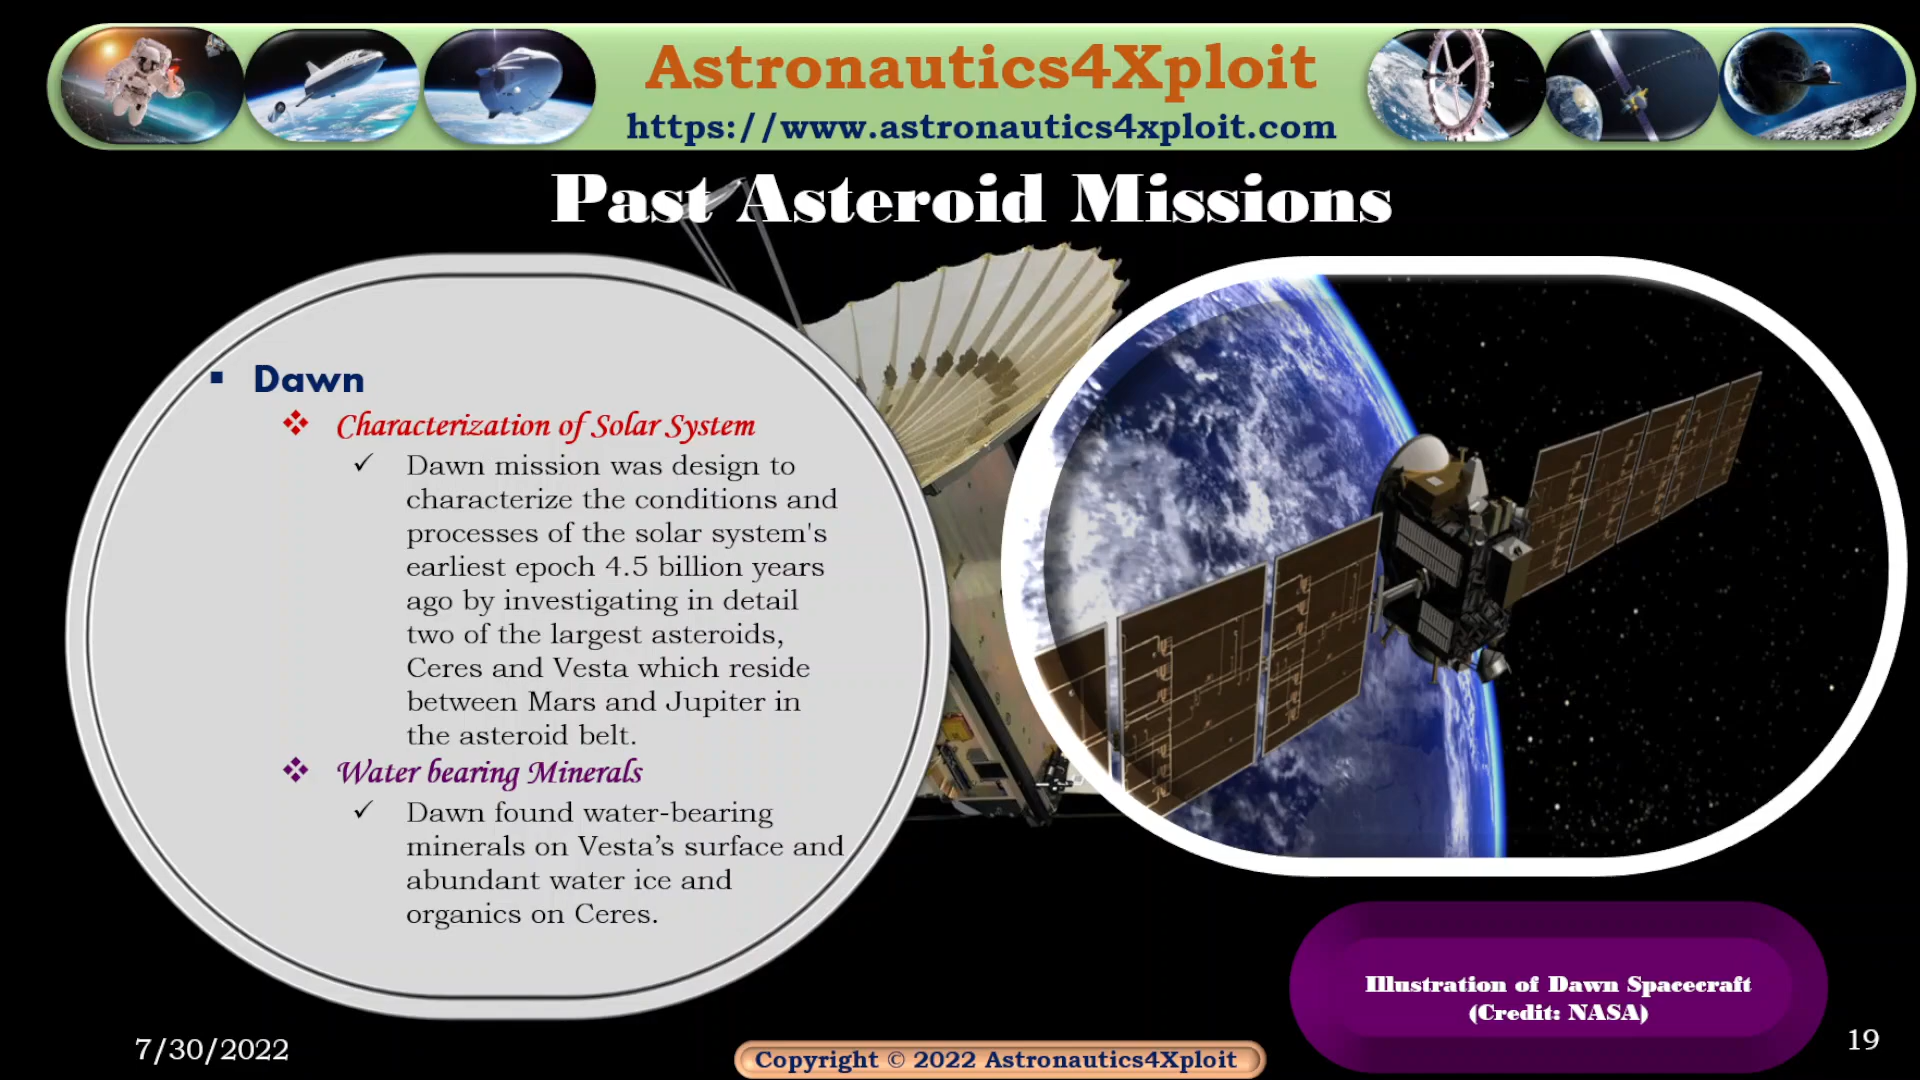 Astronautics4Xploit
https://www.astronautics4xploit.com
Past Asteroid Missions
Dawn
Characterization of Solar System
Dawn mission was design to
characterize the conditions and
processes of the solar system's
earliest epoch 4.5 billion years
ago by investigating in detail
two of the largest asteroids,
Ceres and Vesta which reside
between Mars and Jupiter in
the asteroid belt.
Water bearing Minerals
Dawn found water-bearing
minerals on Vesta’s surface and
abundant water ice and
organics on Ceres.
Illustration of Dawn Spacecraft
(Credit: NASA)
7/30/2022
Copyright © 2022 Astronautics4Xploit
19